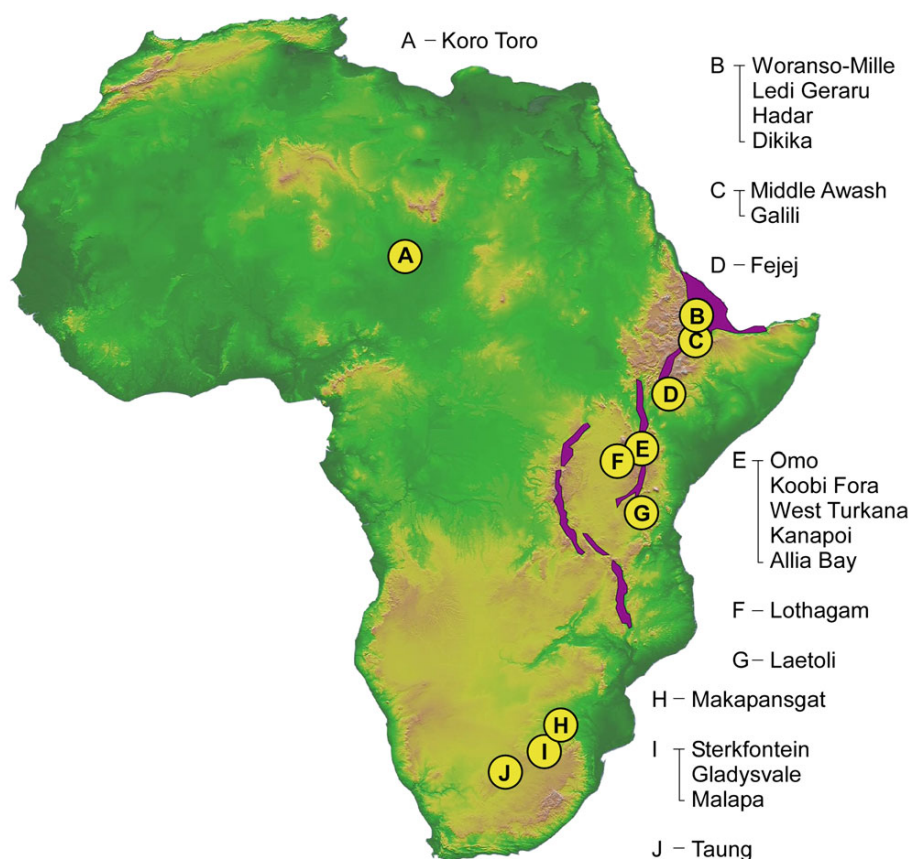 A – Koro Toro
B – Woranso-Mille
Ledi Geraru
Hadar
Dikika
C – Middle Awash
Galili
D – Fejej
E – Omo
Koobi Fora
West Turkana
Kanapoi
Allia Bay
F – Lothagam
G – Laetoli
H – Makapansgat
I – Sterkfontein
Gladysvale
Malapa
J – Taung
A
B
C
D
E
F
G
H
I
J